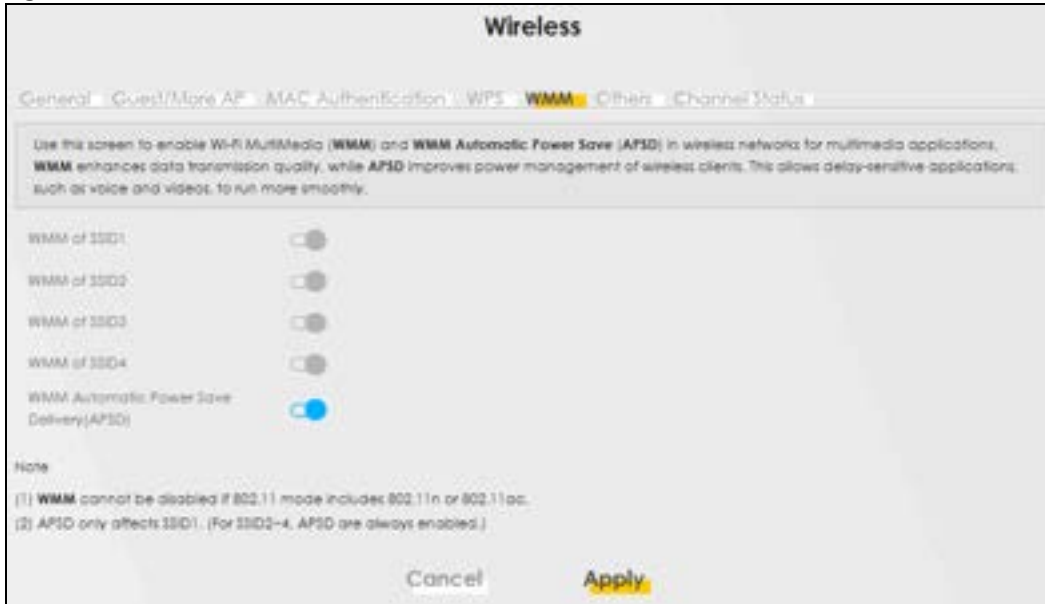 Wireless
General Guest/More AP MAC Authentication WPS WMM Others Channel Status
Use this screen to enable Wi-Fi MultiMedia (WMM) and WMM Automatic Power Save (APSD) in wireless networks for multimedia applications.
WMM enhances data transmission quality, while APSD improves power management of wireless clients. This allows delay-sensitive applications,
such as voice and videos, to run more smoothly.
WMM of SSID1
WMM of SSID2
WMM of SSID3
WMM of SSID4
WMM Automatic Power Save
Delivery(APSD)
Note
(1) WMM cannot be disabled if 802.11 mode includes 802.11n or 802.11ac.
(2) APSD only affects SSID1. (For SSID2~4, APSD are always enabled.)
Cancel Apply